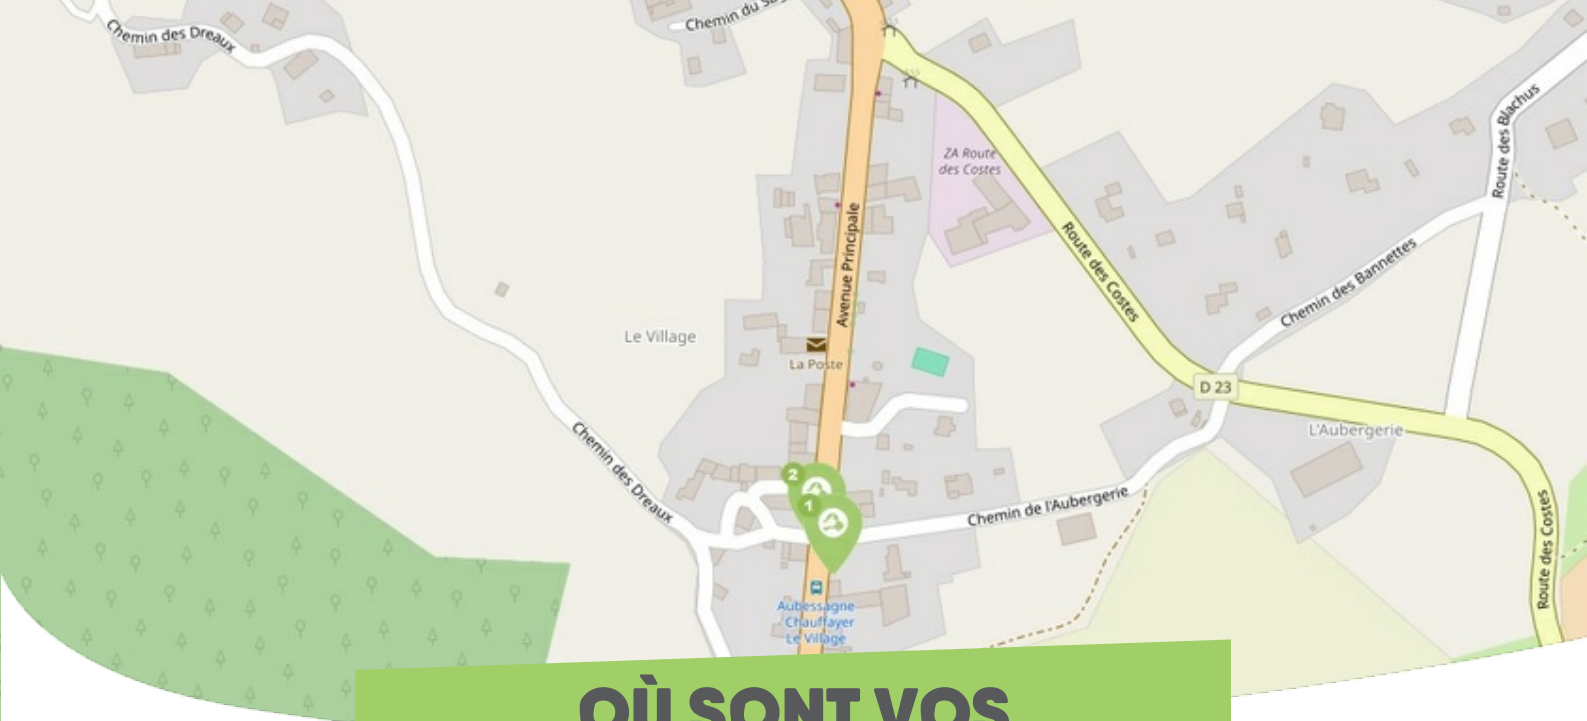 Chemin des Dreaux
Chemin du
ZA Route
des Costes
Route des Blachus
Avenue Principale
Route des Costes
Chemin des Bannettes
Le Village
La Poste
D 23
L'Aubergerie
Chemin des Dreaux
2
1
Chemin de l'Aubergerie
Route des Costes
Aubessagne
Chauffayer
Le Village
OÙ SONT VOS